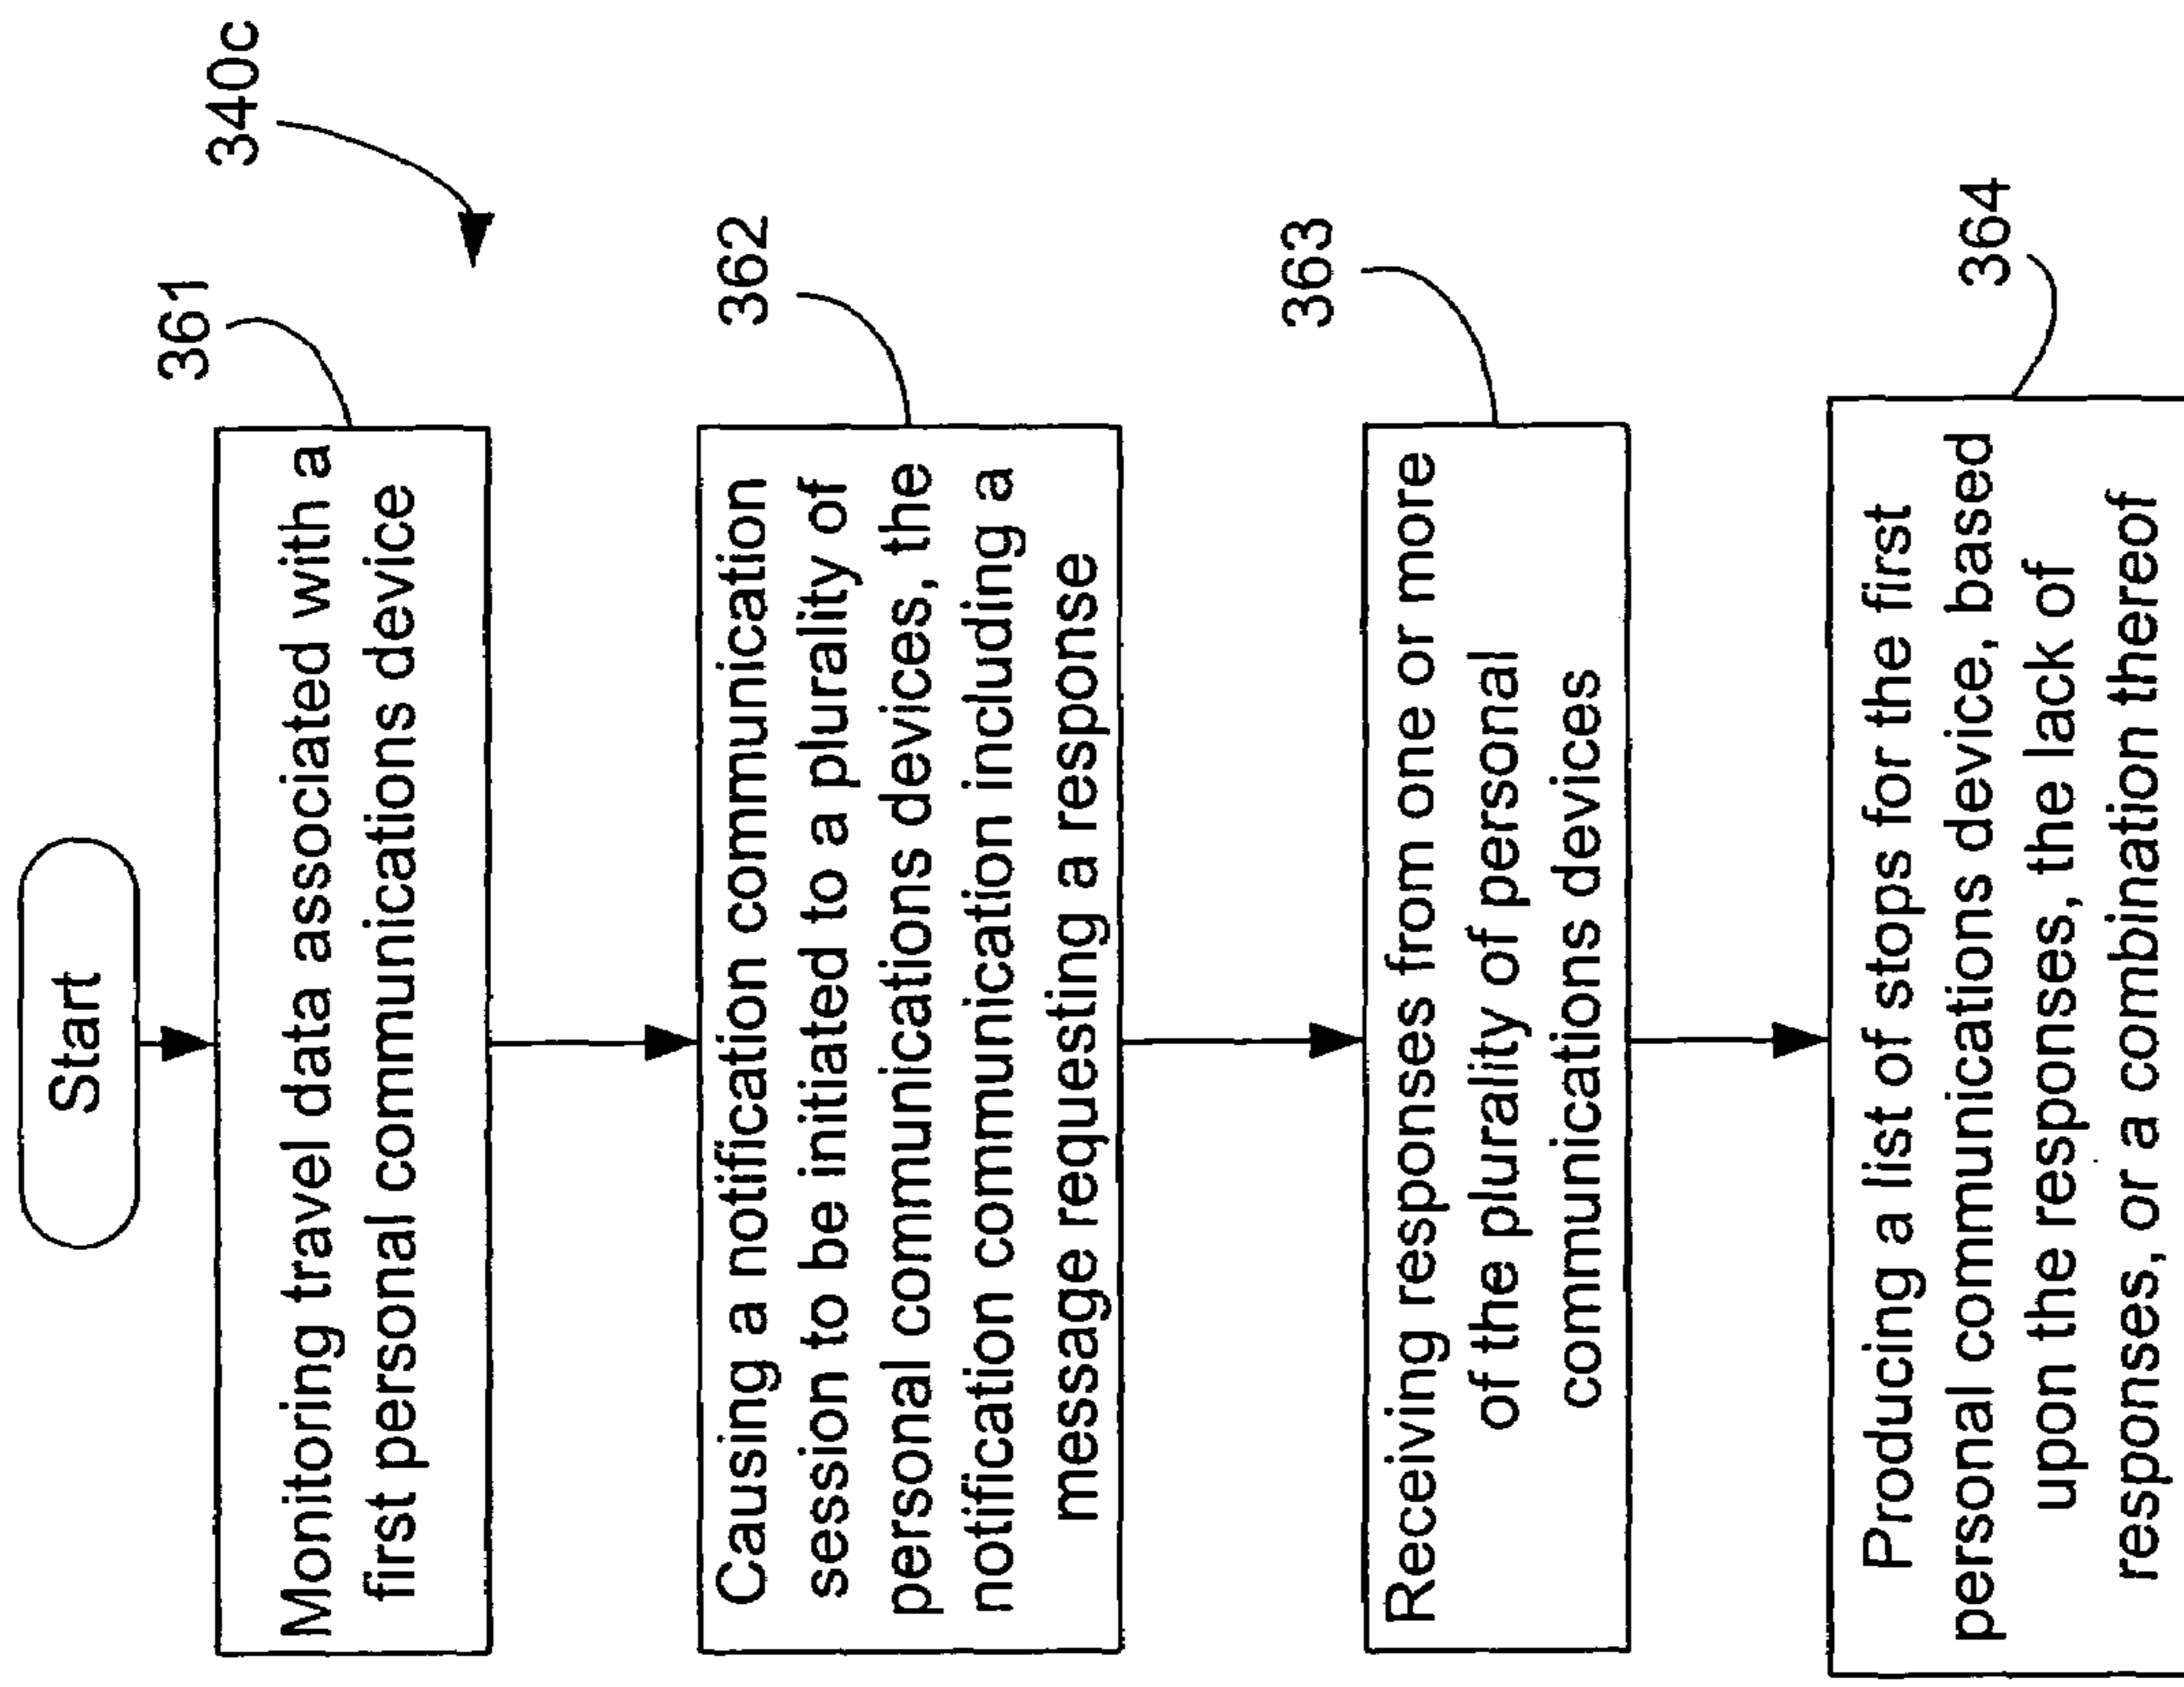 Start
340c
361
Monitoring travel data associated with a
first personal communications device
362
Causing a notification communication
session to be initiated to a plurality of
personal communications devices, the
notification communication including a
message requesting a response
363
Receiving responses from one or more
of the plurality of personal
communications devices
364
Producing a list of stops for the first
personal communications device, based
upon the responses, the lack of
responses, or a combination thereof